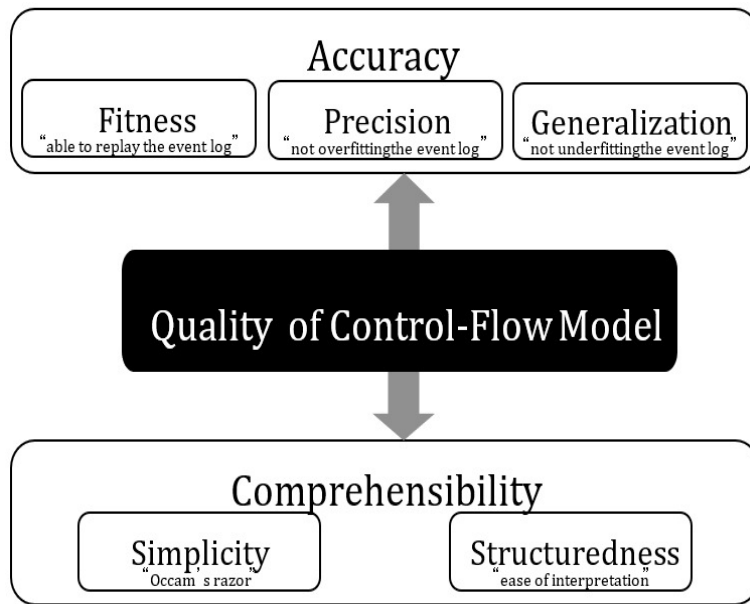 Accuracy
Fitness
“able to replay the event log”
Precision
“not overfittingthe event log”
Generalization
“not underfittingthe event log”
Quality of Control-Flow Model
Comprehensibility
Simplicity
“Occam’s razor”
Structuredness
“ease of interpretation”